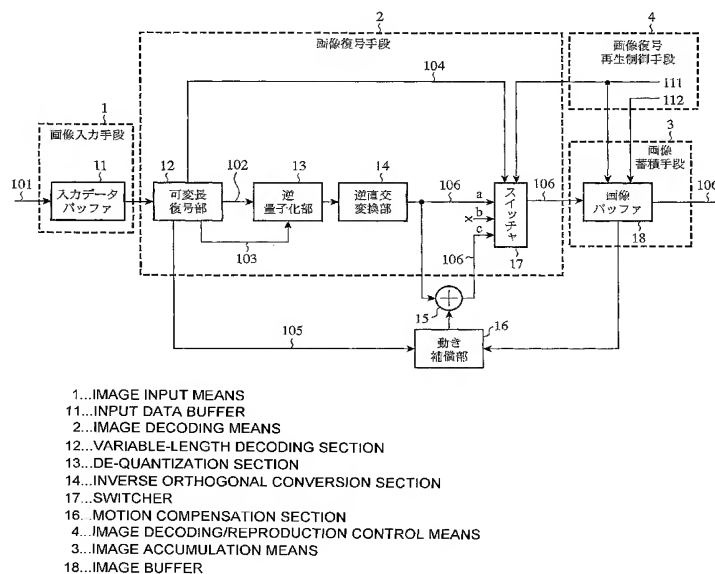 2
画像復号手段
4
画像復号
再生制御手段
104
111
112
1
画像入力手段
3
画像
蓄積手段
11
101
入力データ
バッファ
12
可変長
復号部
102
103
13
逆
量子化部
14
逆直交
変換部
106
a
b
c
×
スイッチャ
17
106
106
画像
バッファ
18
106
15
105
16
動き
補償部
1...IMAGE INPUT MEANS
11...INPUT DATA BUFFER
2...IMAGE DECODING MEANS
12...VARIABLE-LENGTH DECODING SECTION
13...DE-QUANTIZATION SECTION
14...INVERSE ORTHOGONAL CONVERSION SECTION
17...SWITCHER
16...MOTION COMPENSATION SECTION
4...IMAGE DECODING/REPRODUCTION CONTROL MEANS
3...IMAGE ACCUMULATION MEANS
18...IMAGE BUFFER